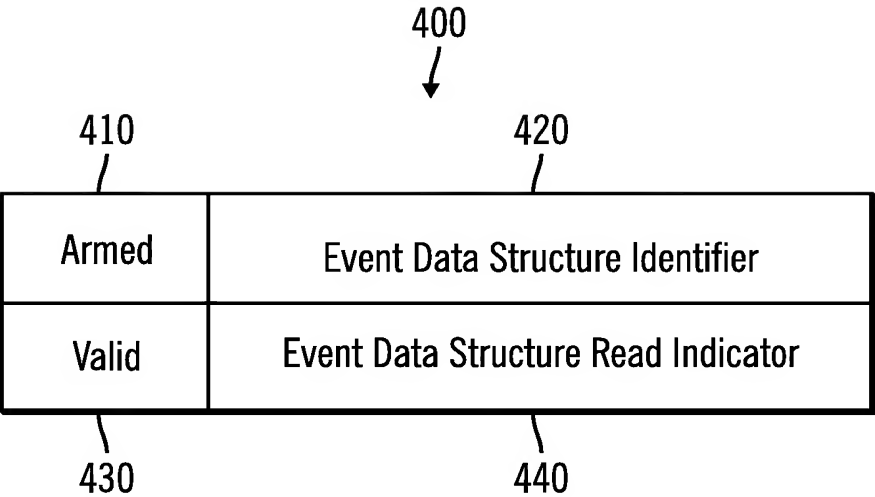 400
410 420
Armed Event Data Structure Identifier
Valid Event Data Structure Read Indicator
430 440